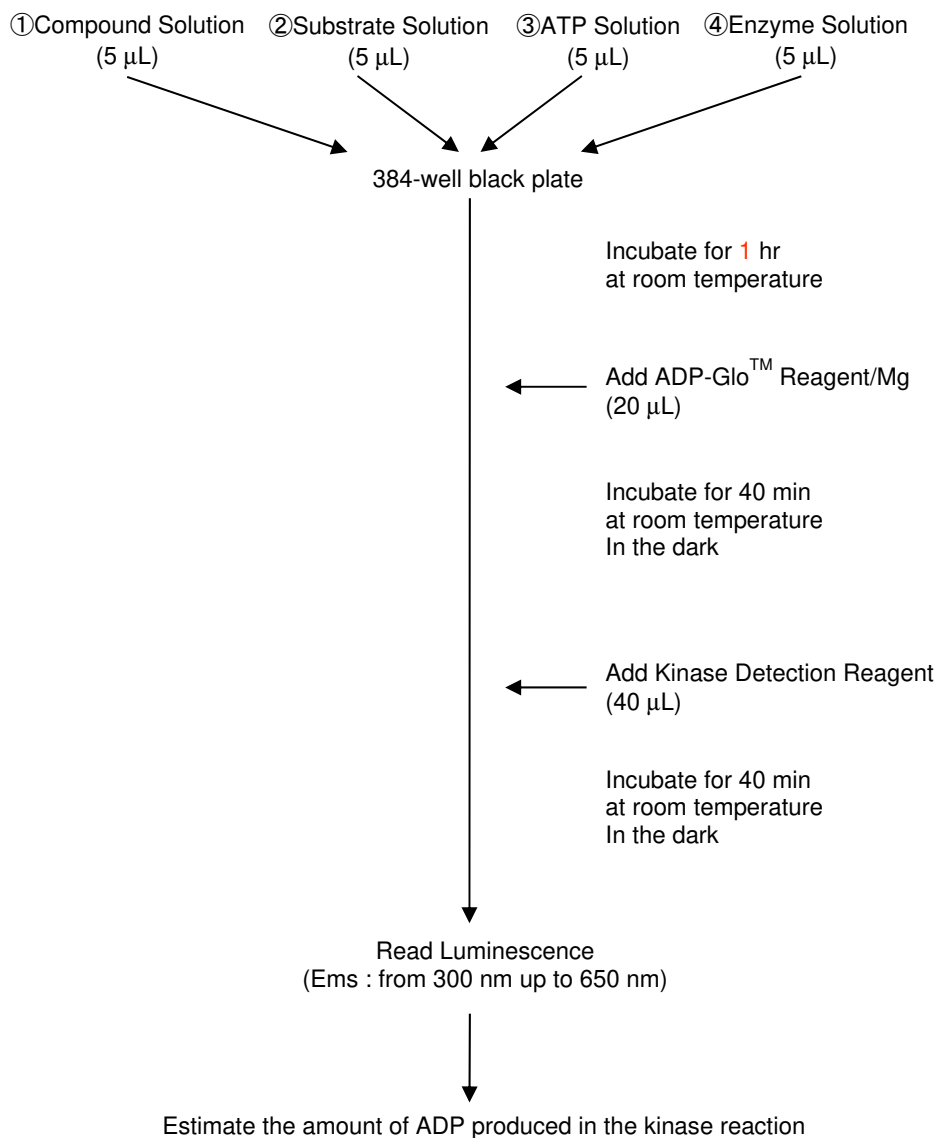 ①Compound Solution ②Substrate Solution ③ATP Solution ④Enzyme Solution
(5 μL) (5 μL) (5 μL) (5 μL)
384-well black plate
Incubate for 1 hr
at room temperature
Add ADP-Glo™ Reagent/Mg
(20 μL)
Incubate for 40 min
at room temperature
In the dark
Add Kinase Detection Reagent
(40 μL)
Incubate for 40 min
at room temperature
In the dark
Read Luminescence
(Ems : from 300 nm up to 650 nm)
Estimate the amount of ADP produced in the kinase reaction